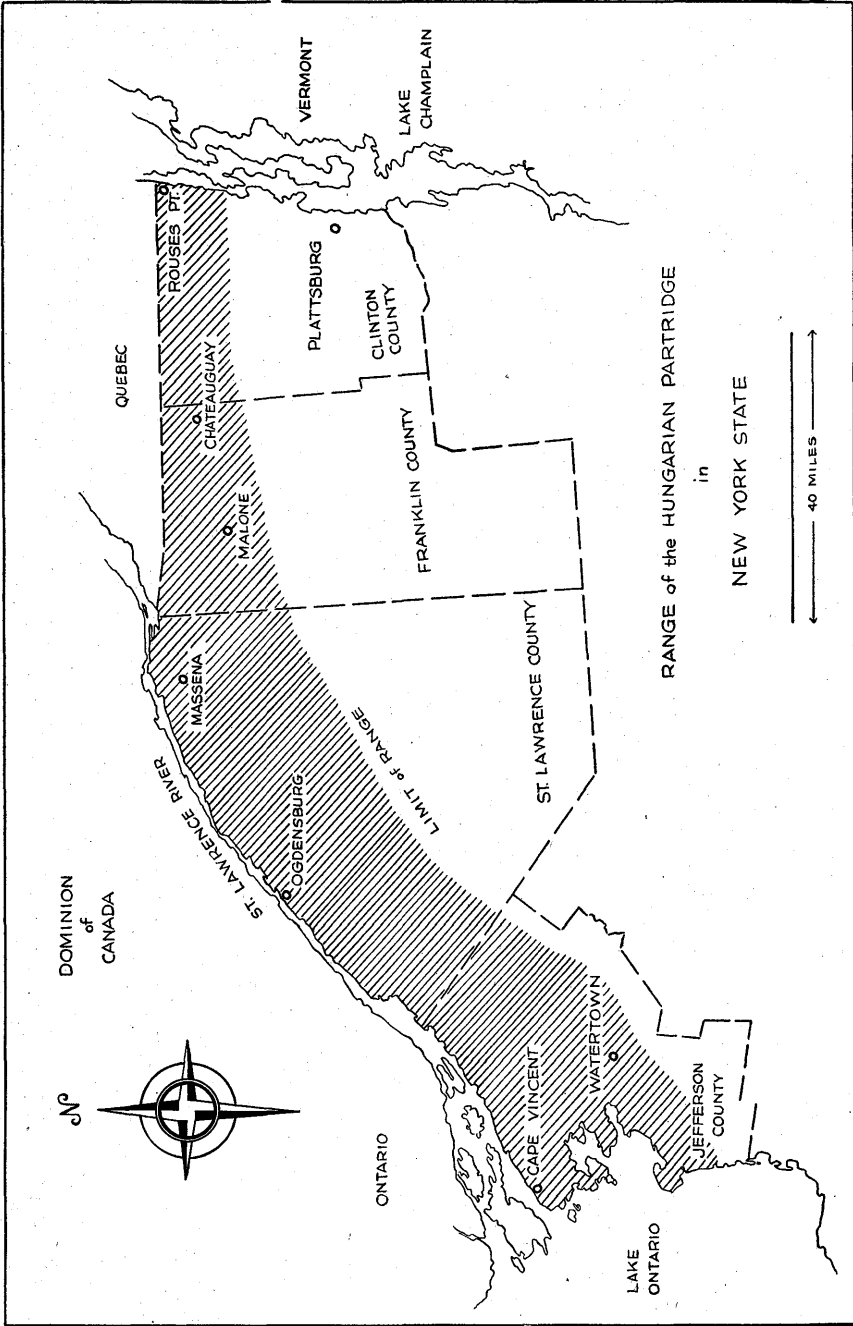 N
DOMINION
of
CANADA
QUEBEC
VERMONT
LAKE
CHAMPLAIN
ROUSES PT.
CHATEAUGUAY
MALONE
MASSENA
ST. LAWRENCE RIVER
OGDENSBURG
PLATTSBURG
CLINTON
COUNTY
FRANKLIN COUNTY
LIMIT of RANGE
ST. LAWRENCE COUNTY
ONTARIO
CAPE VINCENT
WATERTOWN
JEFFERSON
COUNTY
LAKE
ONTARIO
RANGE of the HUNGARIAN PARTRIDGE
in
NEW YORK STATE
40 MILES